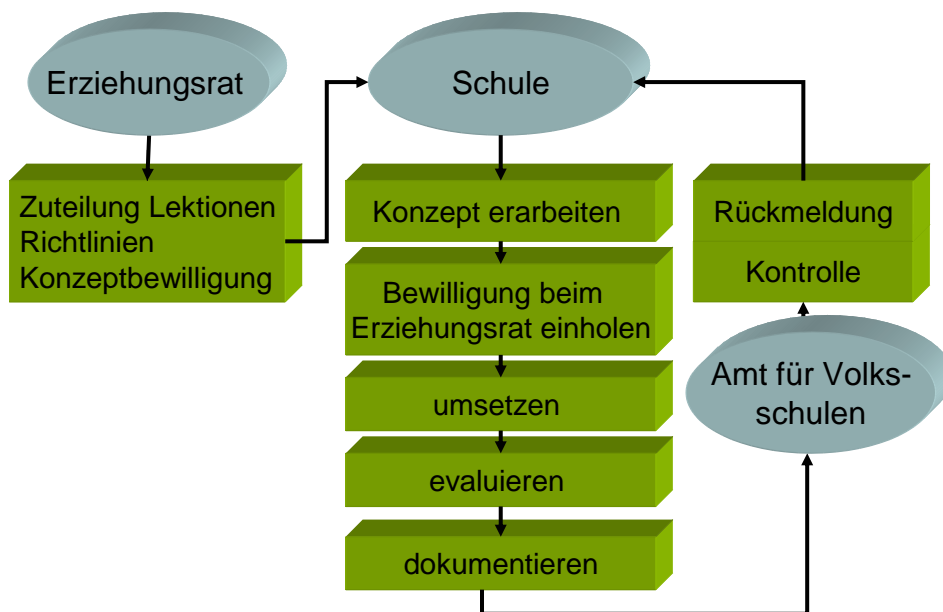 Erziehungsrat
Zuteilung Lektionen
Richtlinien
Konzeptbewilligung
Schule
Konzept erarbeiten
Bewilligung beim
Erziehungsrat einholen
umsetzen
evaluieren
dokumentieren
Rückmeldung
Kontrolle
Amt für Volks-
schulen